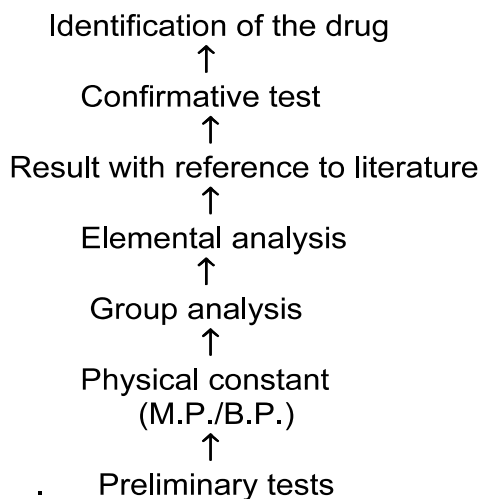 Identification of the drug
↑
Confirmative test
↑
Result with reference to literature
↑
Elemental analysis
↑
Group analysis
↑
Physical constant
(M.P./B.P.)
↑
. Preliminary tests